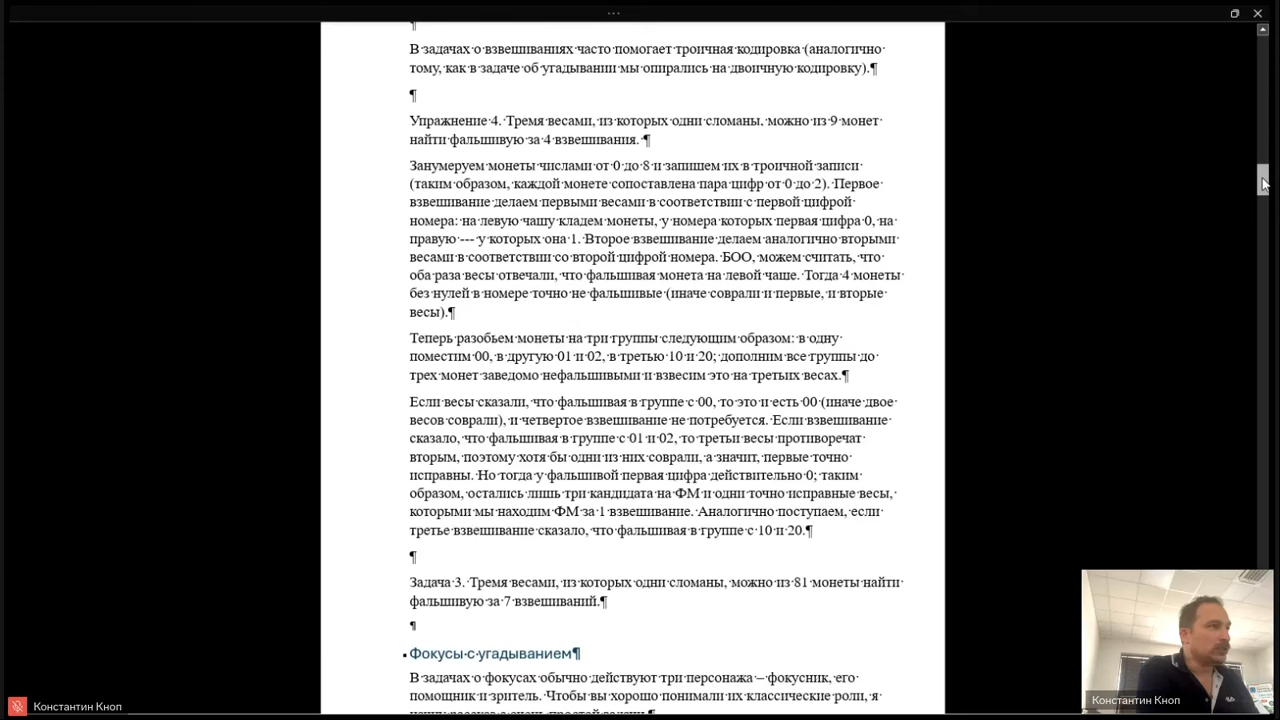 В задачах о взвешиваниях часто помогает троичная кодировка (аналогично
тому, как в задаче об угадывании мы опирались на двоичную кодировку).¶
¶
Упражнение 4. Тремя весами, из которых одни сломаны, можно из 9 монет
найти фальшивую за 4 взвешивания. ¶
Занумеруем монеты числами от 0 до 8 и запишем их в троичной записи
(таким образом, каждой монете сопоставлена пара цифр от 0 до 2). Первое
взвешивание делаем первыми весами в соответствии с первой цифрой
номера: на левую чашу кладем монеты, у номера которых первая цифра 0, на
правую --- у которых она 1. Второе взвешивание делаем аналогично вторыми
весами в соответствии со второй цифрой номера. БОО, можем считать, что
оба раза весы отвечали, что фальшивая монета на левой чаше. Тогда 4 монеты
без нулей в номере точно не фальшивые (иначе соврали и первые, и вторые
весы).¶
Теперь разобьем монеты на три группы следующим образом: в одну
поместим 00, в другую 01 и 02, в третью 10 и 20; дополним все группы до
трех монет заведомо нефальшивыми и взвесим это на третьих весах.¶
Если весы сказали, что фальшивая в группе с 00, то это и есть 00 (иначе двое
весов соврали), и четвертое взвешивание не потребуется. Если взвешивание
сказало, что фальшивая в группе с 01 и 02, то третьи весы противоречат
вторым, поэтому хотя бы одни из них соврали, а значит, первые точно
исправны. Но тогда у фальшивой первая цифра действительно 0; таким
образом, остались лишь три кандидата на ФМ и одни точно исправные весы,
которыми мы находим ФМ за 1 взвешивание. Аналогично поступаем, если
третье взвешивание сказало, что фальшивая в группе с 10 и 20.¶
¶
Задача 3. Тремя весами, из которых одни сломаны, можно из 81 монеты найти
фальшивую за 7 взвешиваний.¶
¶
Фокусы с угадыванием¶
В задачах о фокусах обычно действуют три персонажа – фокусник, его
помощник и зритель. Чтобы вы хорошо понимали их классические роли, я
Константин Кноп
Константин Кноп